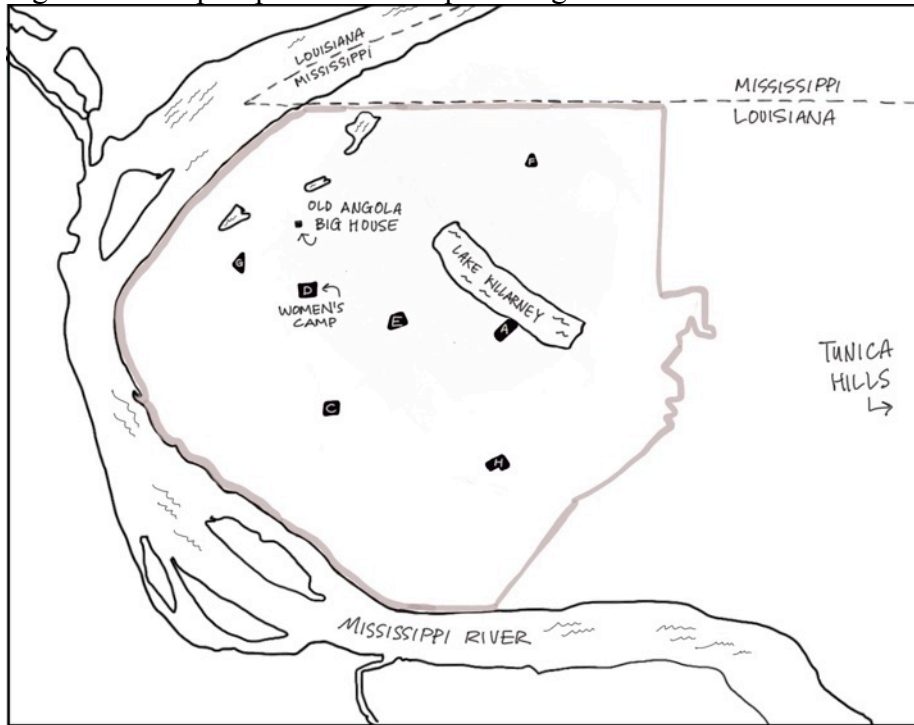 LOUISIANA
MISSISSIPPI
MISSISSIPPI
LOUISIANA
F
OLD ANGOLA
BIG HOUSE
G
D
WOMEN'S
CAMP
E
LAKE KILLARNEY
A
TUNICA
HILLS
C
H
MISSISSIPPI RIVER